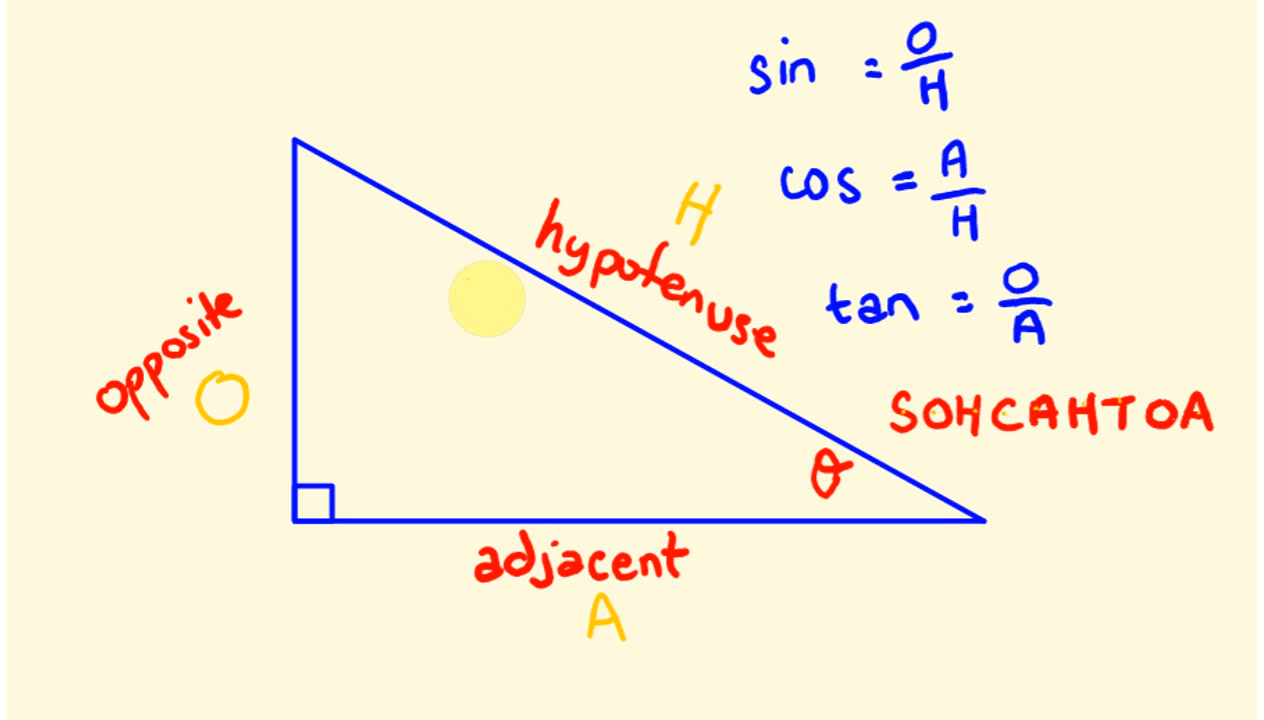 sin = O/H
cos = A/H
tan = O/A
H
hypotenuse
opposite
O
SOHCAHTOA
θ
adjacent
A